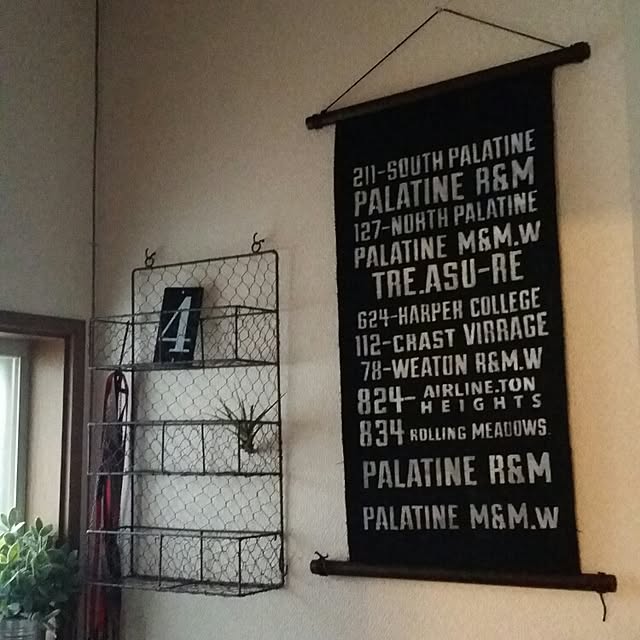 4
211-SOUTH PALATINE
PALATINE R&M
127-NORTH PALATINE
PALATINE M&M.W
TRE.ASU-RE
624-HARPER COLLEGE
112-CHAST VIRRAGE
78-WEATON R&M.W
824- AIRLINE.TON
HEIGHTS
834 ROLLING MEADOWS.
PALATINE R&M
PALATINE M&M.W